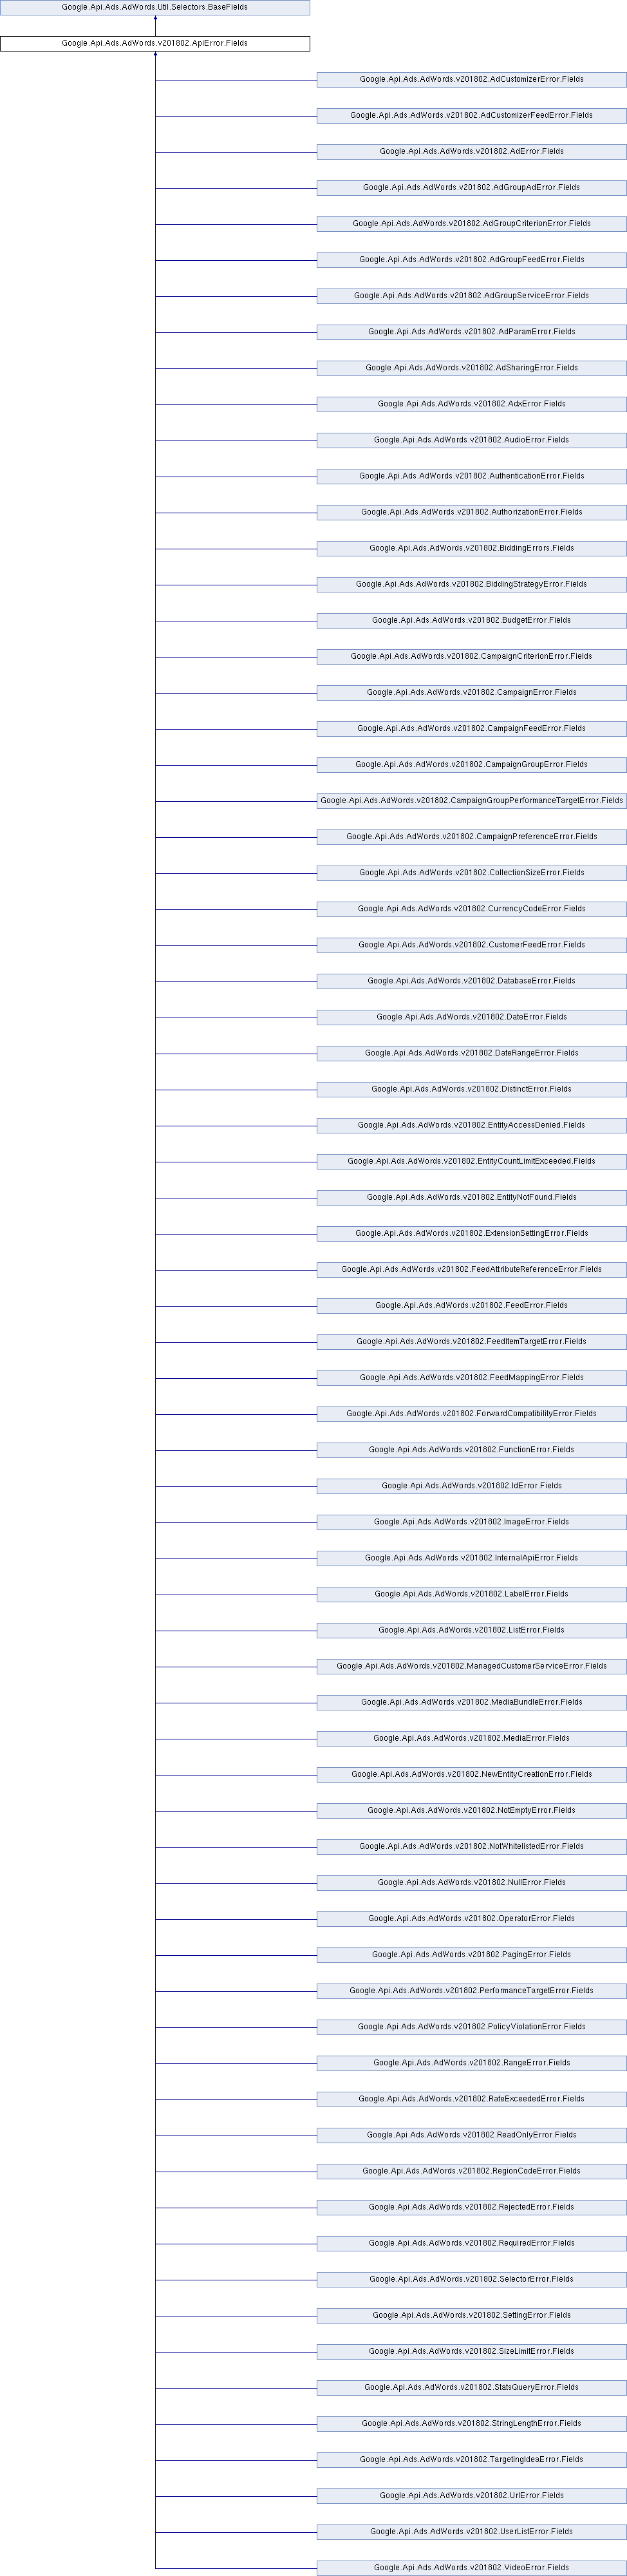 Google.Api.Ads.AdWords.Util.Selectors.BaseFields
Google.Api.Ads.AdWords.v201802.ApiError.Fields
Google.Api.Ads.AdWords.v201802.AdCustomizerError.Fields
Google.Api.Ads.AdWords.v201802.AdCustomizerFeedError.Fields
Google.Api.Ads.AdWords.v201802.AdError.Fields
Google.Api.Ads.AdWords.v201802.AdGroupAdError.Fields
Google.Api.Ads.AdWords.v201802.AdGroupCriterionError.Fields
Google.Api.Ads.AdWords.v201802.AdGroupFeedError.Fields
Google.Api.Ads.AdWords.v201802.AdGroupServiceError.Fields
Google.Api.Ads.AdWords.v201802.AdParamError.Fields
Google.Api.Ads.AdWords.v201802.AdSharingError.Fields
Google.Api.Ads.AdWords.v201802.AdxError.Fields
Google.Api.Ads.AdWords.v201802.AudioError.Fields
Google.Api.Ads.AdWords.v201802.AuthenticationError.Fields
Google.Api.Ads.AdWords.v201802.AuthorizationError.Fields
Google.Api.Ads.AdWords.v201802.BiddingErrors.Fields
Google.Api.Ads.AdWords.v201802.BiddingStrategyError.Fields
Google.Api.Ads.AdWords.v201802.BudgetError.Fields
Google.Api.Ads.AdWords.v201802.CampaignCriterionError.Fields
Google.Api.Ads.AdWords.v201802.CampaignError.Fields
Google.Api.Ads.AdWords.v201802.CampaignFeedError.Fields
Google.Api.Ads.AdWords.v201802.CampaignGroupError.Fields
Google.Api.Ads.AdWords.v201802.CampaignGroupPerformanceTargetError.Fields
Google.Api.Ads.AdWords.v201802.CampaignPreferenceError.Fields
Google.Api.Ads.AdWords.v201802.CollectionSizeError.Fields
Google.Api.Ads.AdWords.v201802.CurrencyCodeError.Fields
Google.Api.Ads.AdWords.v201802.CustomerFeedError.Fields
Google.Api.Ads.AdWords.v201802.DatabaseError.Fields
Google.Api.Ads.AdWords.v201802.DateError.Fields
Google.Api.Ads.AdWords.v201802.DateRangeError.Fields
Google.Api.Ads.AdWords.v201802.DistinctError.Fields
Google.Api.Ads.AdWords.v201802.EntityAccessDenied.Fields
Google.Api.Ads.AdWords.v201802.EntityCountLimitExceeded.Fields
Google.Api.Ads.AdWords.v201802.EntityNotFound.Fields
Google.Api.Ads.AdWords.v201802.ExtensionSettingError.Fields
Google.Api.Ads.AdWords.v201802.FeedAttributeReferenceError.Fields
Google.Api.Ads.AdWords.v201802.FeedError.Fields
Google.Api.Ads.AdWords.v201802.FeedItemTargetError.Fields
Google.Api.Ads.AdWords.v201802.FeedMappingError.Fields
Google.Api.Ads.AdWords.v201802.ForwardCompatibilityError.Fields
Google.Api.Ads.AdWords.v201802.FunctionError.Fields
Google.Api.Ads.AdWords.v201802.IdError.Fields
Google.Api.Ads.AdWords.v201802.ImageError.Fields
Google.Api.Ads.AdWords.v201802.InternalApiError.Fields
Google.Api.Ads.AdWords.v201802.LabelError.Fields
Google.Api.Ads.AdWords.v201802.ListError.Fields
Google.Api.Ads.AdWords.v201802.ManagedCustomerServiceError.Fields
Google.Api.Ads.AdWords.v201802.MediaBundleError.Fields
Google.Api.Ads.AdWords.v201802.MediaError.Fields
Google.Api.Ads.AdWords.v201802.NewEntityCreationError.Fields
Google.Api.Ads.AdWords.v201802.NotEmptyError.Fields
Google.Api.Ads.AdWords.v201802.NotWhitelistedError.Fields
Google.Api.Ads.AdWords.v201802.NullError.Fields
Google.Api.Ads.AdWords.v201802.OperatorError.Fields
Google.Api.Ads.AdWords.v201802.PagingError.Fields
Google.Api.Ads.AdWords.v201802.PerformanceTargetError.Fields
Google.Api.Ads.AdWords.v201802.PolicyViolationError.Fields
Google.Api.Ads.AdWords.v201802.RangeError.Fields
Google.Api.Ads.AdWords.v201802.RateExceededError.Fields
Google.Api.Ads.AdWords.v201802.ReadOnlyError.Fields
Google.Api.Ads.AdWords.v201802.RegionCodeError.Fields
Google.Api.Ads.AdWords.v201802.RejectedError.Fields
Google.Api.Ads.AdWords.v201802.RequiredError.Fields
Google.Api.Ads.AdWords.v201802.SelectorError.Fields
Google.Api.Ads.AdWords.v201802.SettingError.Fields
Google.Api.Ads.AdWords.v201802.SizeLimitError.Fields
Google.Api.Ads.AdWords.v201802.StatsQueryError.Fields
Google.Api.Ads.AdWords.v201802.StringLengthError.Fields
Google.Api.Ads.AdWords.v201802.TargetingIdeaError.Fields
Google.Api.Ads.AdWords.v201802.UrlError.Fields
Google.Api.Ads.AdWords.v201802.UserListError.Fields
Google.Api.Ads.AdWords.v201802.VideoError.Fields